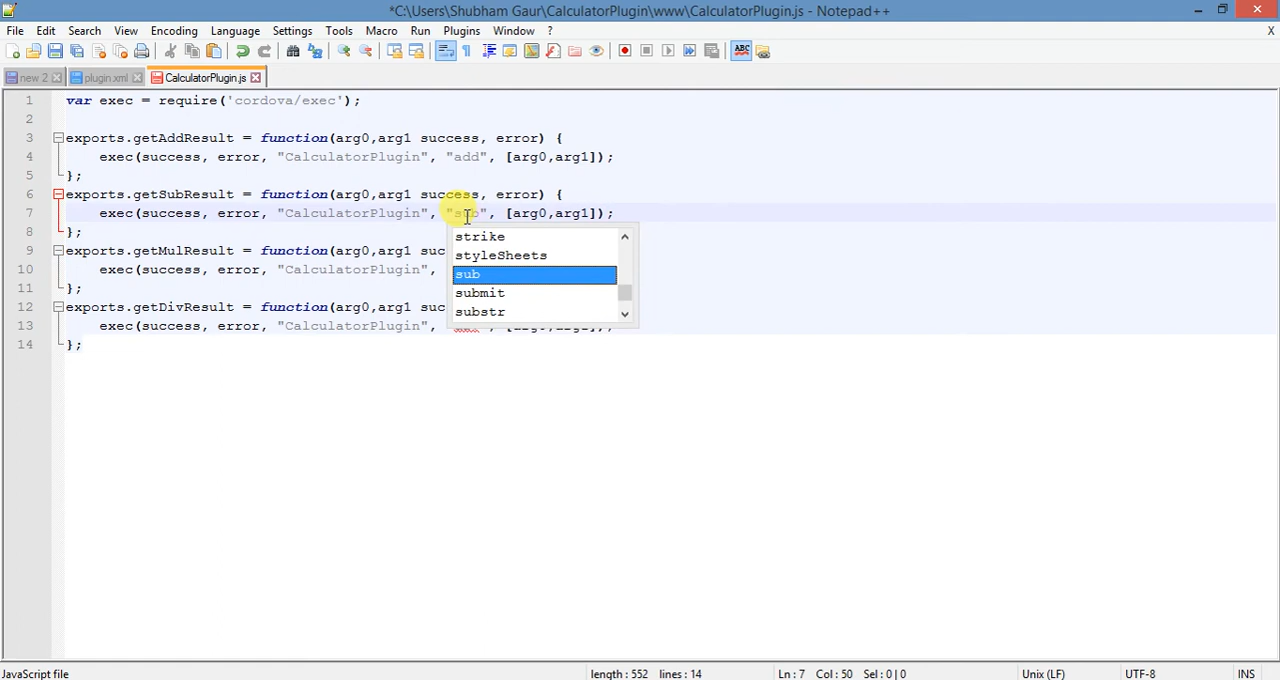 *C:\Users\Shubham Gaur\CalculatorPlugin\www\CalculatorPlugin.js - Notepad++
File Edit Search View Encoding Language Settings Tools Macro Run Plugins Window ? X
ABC
new 2 plugin.xml CalculatorPlugin.js
1 var exec = require('cordova/exec');
2
3 exports.getAddResult = function(arg0,arg1 success, error) {
4 exec(success, error, "CalculatorPlugin", "add", [arg0,arg1]);
5 };
6 exports.getSubResult = function(arg0,arg1 success, error) {
7 exec(success, error, "CalculatorPlugin", "sub", [arg0,arg1]);
8 };
9 exports.getMulResult = function(arg0,arg1 suc
10 exec(success, error, "CalculatorPlugin",
11 };
12 exports.getDivResult = function(arg0,arg1 suc
13 exec(success, error, "CalculatorPlugin",
14 };
strike
styleSheets
sub
submit
substr
JavaScript file length : 552 lines : 14 Ln : 7 Col : 50 Sel : 0 | 0 Unix (LF) UTF-8 INS